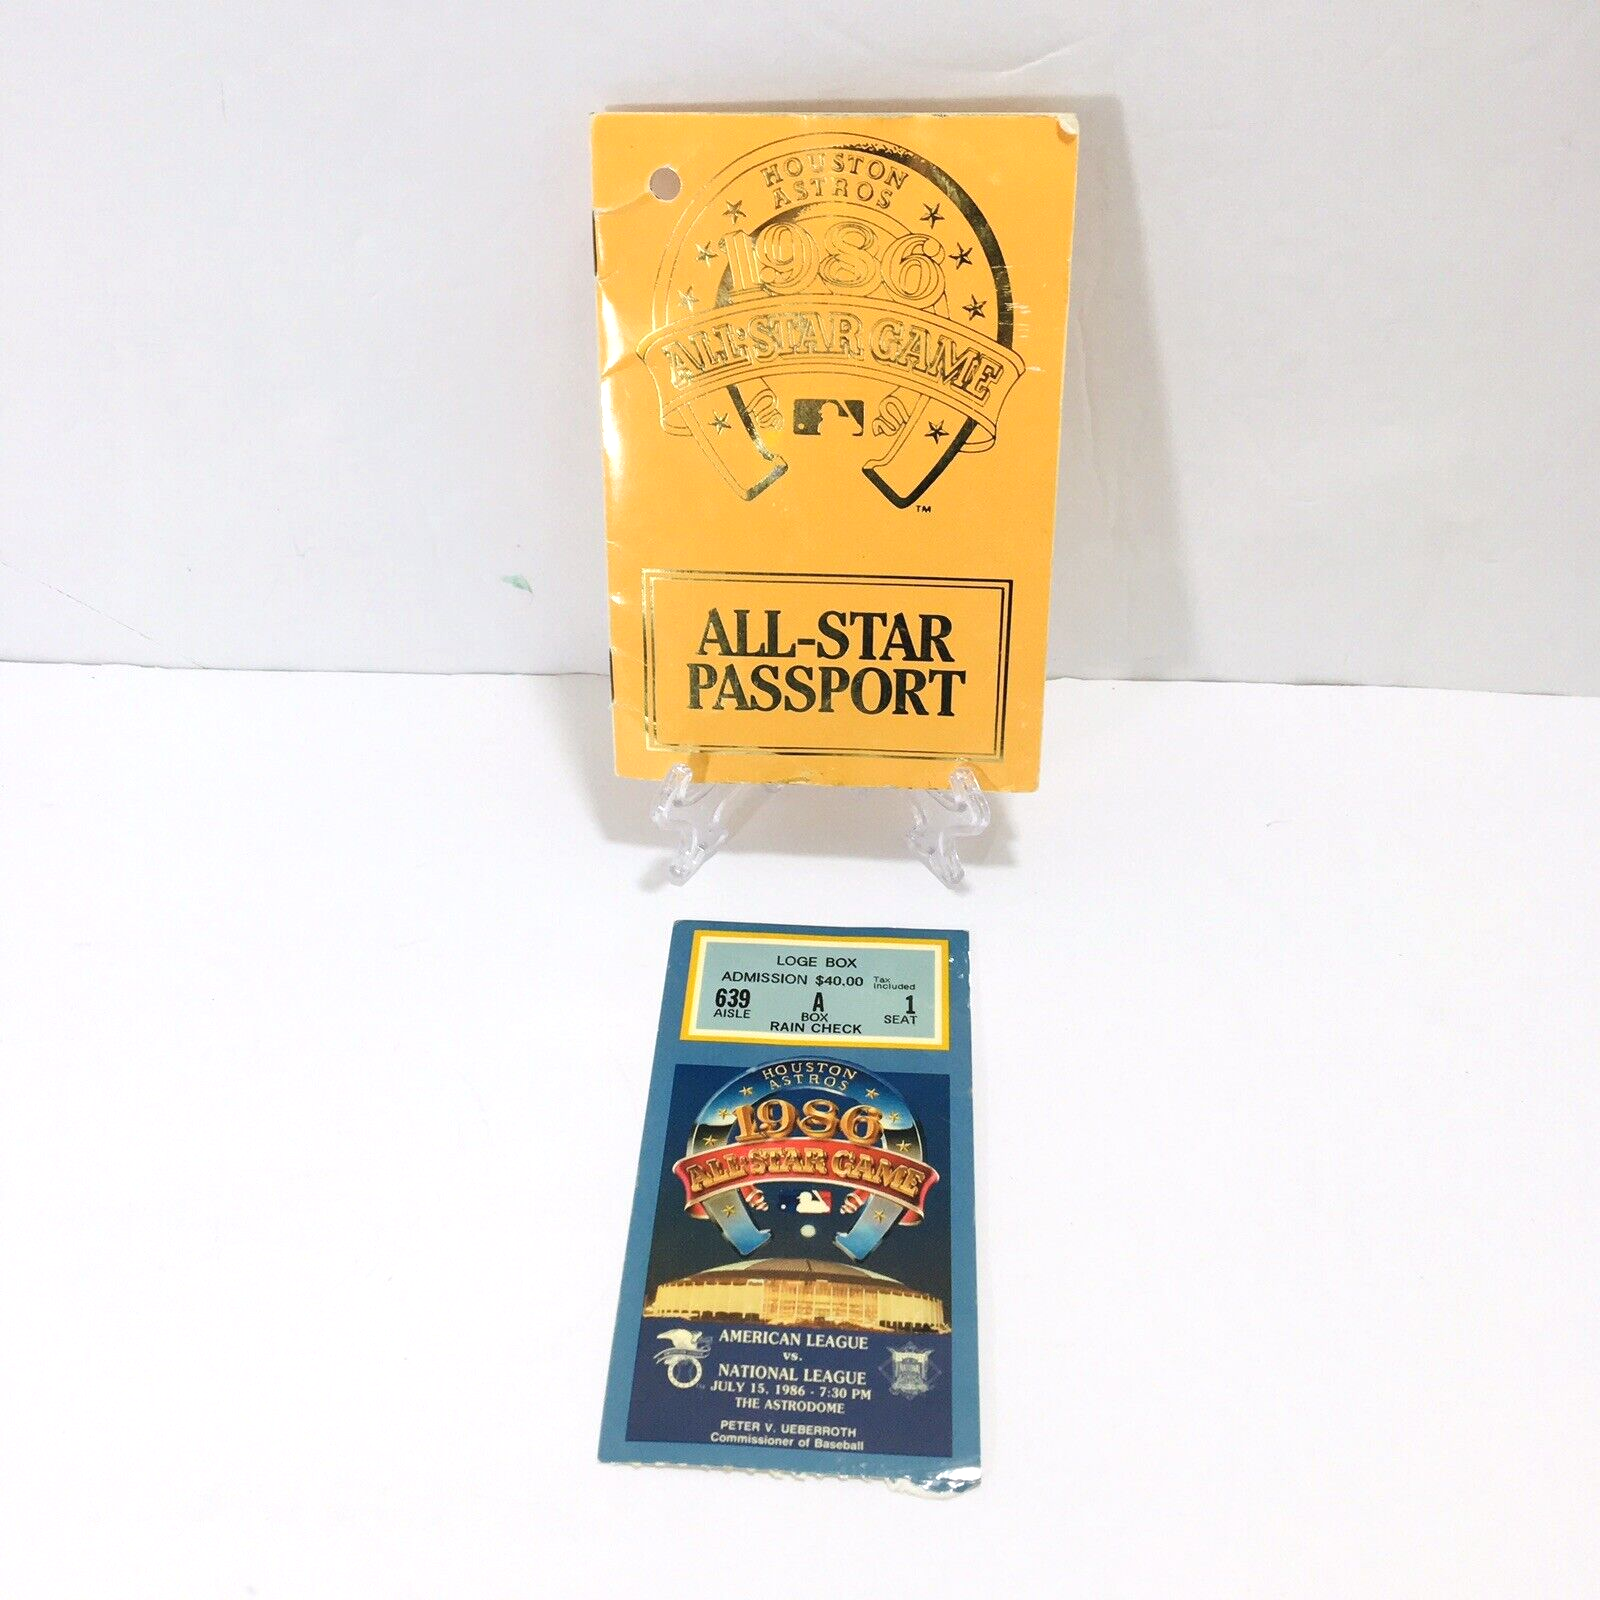 HOUSTON
ASTROS
1986
ALL-STAR GAME
TM
ALL-STAR
PASSPORT
LOGE BOX
ADMISSION $40.00 Tax included
639 A 1
AISLE BOX SEAT
RAIN CHECK
HOUSTON
ASTROS
1986
ALL-STAR GAME
AMERICAN LEAGUE
vs.
NATIONAL LEAGUE
JULY 15, 1986 - 7:30 PM
THE ASTRODOME
PETER V. UEBERROTH
Commissioner of Baseball